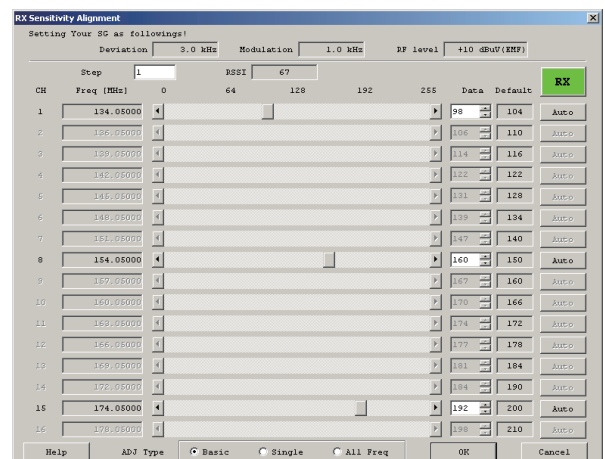 RX Sensitivity Alignment
Setting Your SG as followings!
Deviation 3.0 kHz Modulation 1.0 kHz RF level +10 dBuV(EMF)
Step 1 RSSI 67 RX
CH Freq [MHz] 0 64 128 192 255 Data Default
1 134.05000 98 104 Auto
2 136.05000 106 110 Auto
3 139.05000 114 116 Auto
4 142.05000 122 122 Auto
5 145.05000 131 128 Auto
6 148.05000 139 134 Auto
7 151.05000 147 140 Auto
8 154.05000 160 150 Auto
9 157.05000 167 160 Auto
10 160.05000 170 166 Auto
11 163.05000 174 172 Auto
12 166.05000 177 178 Auto
13 169.05000 181 184 Auto
14 172.05000 184 190 Auto
15 174.05000 192 200 Auto
16 178.05000 198 210 Auto
Help ADJ Type Basic Single All Freq OK Cancel